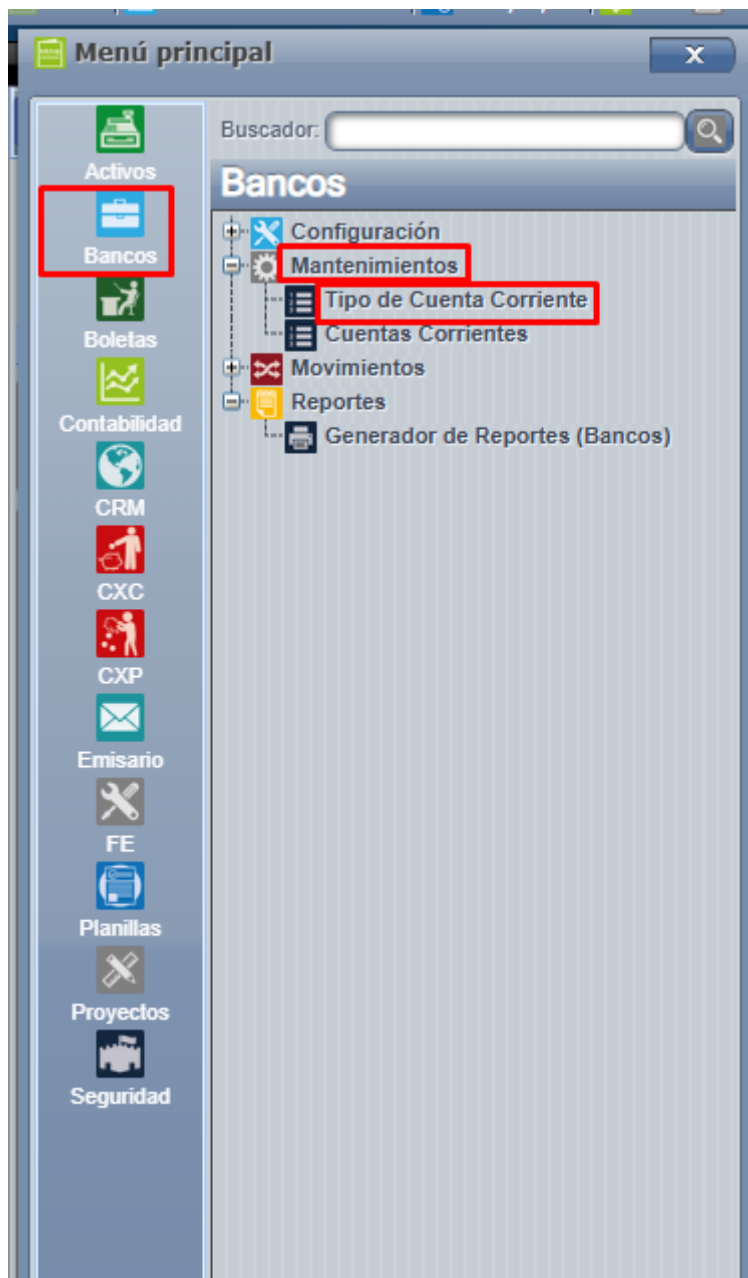 Menú principal
x
Activos
Bancos
Boletas
Contabilidad
CRM
CXC
CXP
Emisario
FE
Planillas
Proyectos
Seguridad
Buscador:
Bancos
Configuración
Mantenimientos
Tipo de Cuenta Corriente
Cuentas Corrientes
Movimientos
Reportes
Generador de Reportes (Bancos)